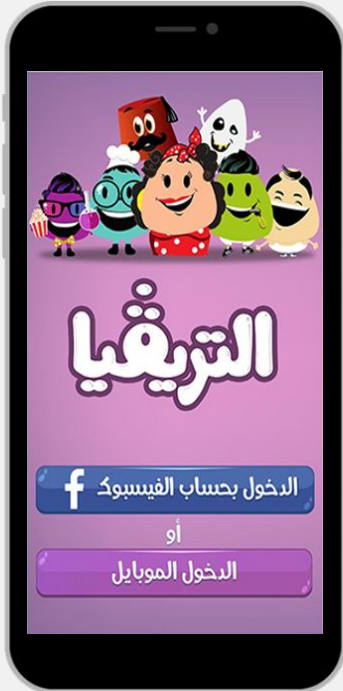 التريڤيا
الدخول بحساب الفيسبوك f
أو
الدخول الموبايل